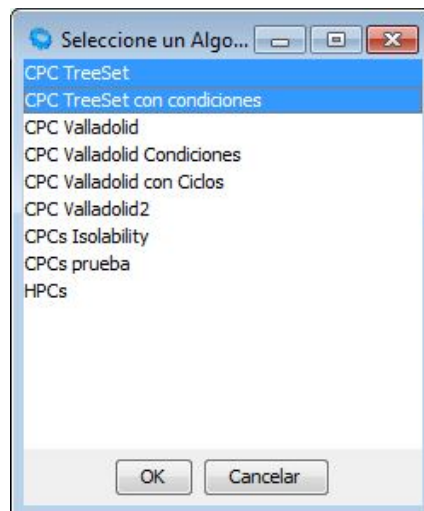 Seleccione un Algo...
CPC TreeSet
CPC TreeSet con condiciones
CPC Valladolid
CPC Valladolid Condiciones
CPC Valladolid con Ciclos
CPC Valladolid2
CPCs Isolability
CPCs prueba
HPCs
OK Cancelar